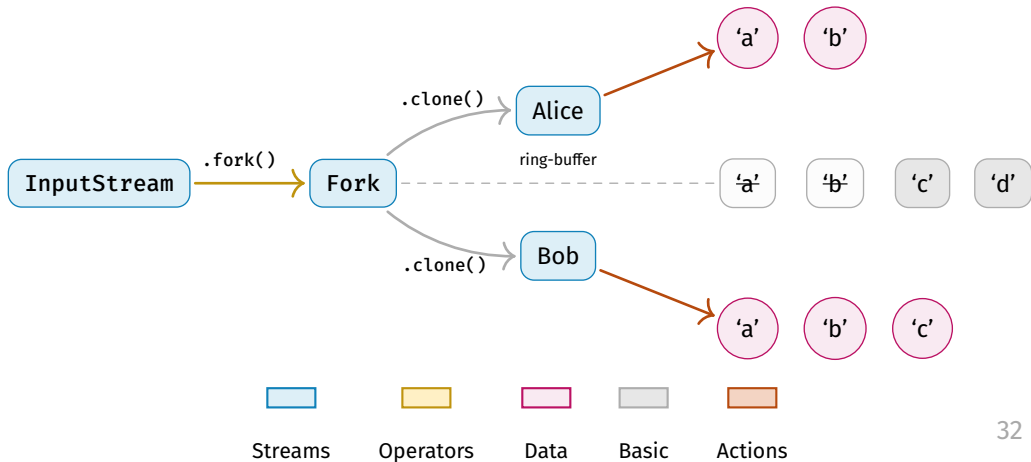 ‘a’ ‘b’
.clone()
Alice
ring-buffer
.fork()
InputStream
Fork
‘a’ ‘b’ ‘c’ ‘d’
Bob
.clone()
‘a’ ‘b’ ‘c’
Streams Operators Data Basic Actions
32